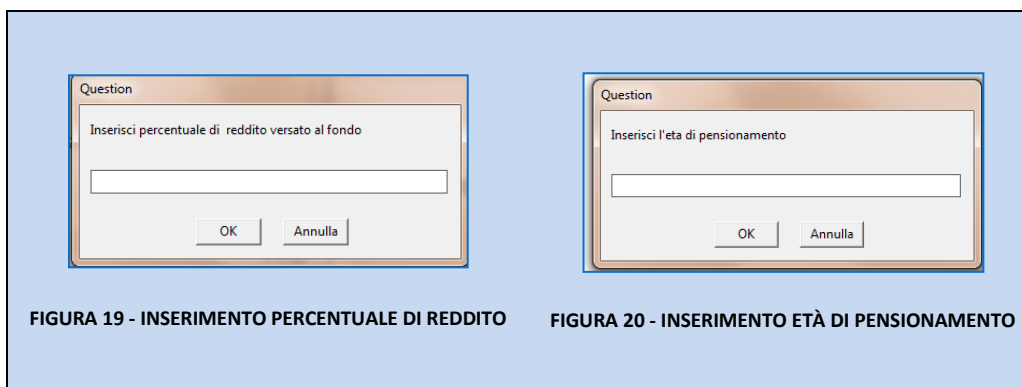 Question
Inserisci percentuale di reddito versato al fondo
OK Annulla
FIGURA 19 - INSERIMENTO PERCENTUALE DI REDDITO
Question
Inserisci l'eta di pensionamento
OK Annulla
FIGURA 20 - INSERIMENTO ETÀ DI PENSIONAMENTO